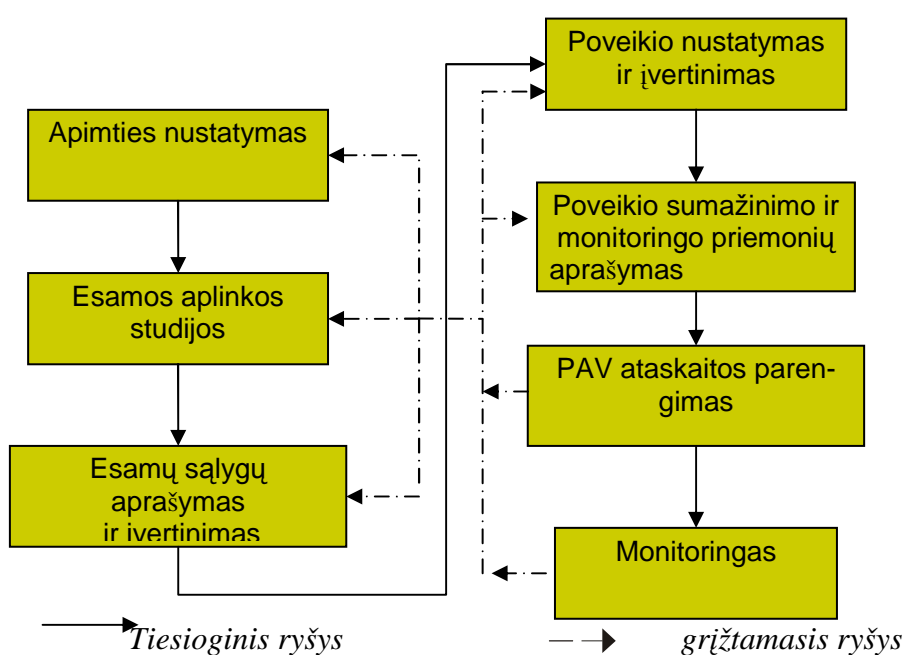 Apimties nustatymas
Esamos aplinkos
studijos
Esamų sąlygų
aprašymas
ir įvertinimas
Poveikio nustatymas
ir įvertinimas
Poveikio sumažinimo ir
monitoringo priemonių
aprašymas
PAV ataskaitos paren-
gimas
Monitoringas
Tiesioginis ryšys
grįžtamasis ryšys